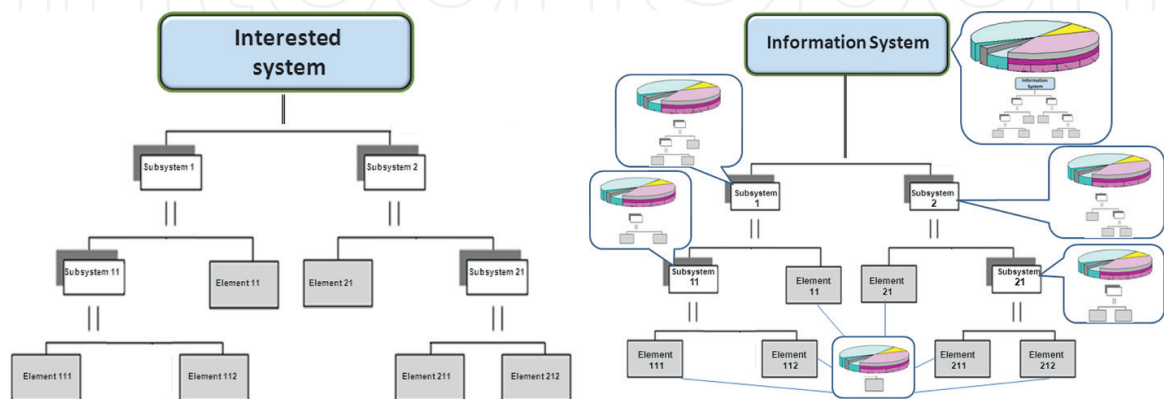 Interested
system
Subsystem 1
Subsystem 2
Subsystem 11
Element 11
Element 21
Subsystem 21
Element 111
Element 112
Element 211
Element 212
Information System
Information
System
Subsystem
1
Subsystem
2
Subsystem
11
Element
11
Element
21
Subsystem
21
Element
111
Element
112
Element
211
Element
212